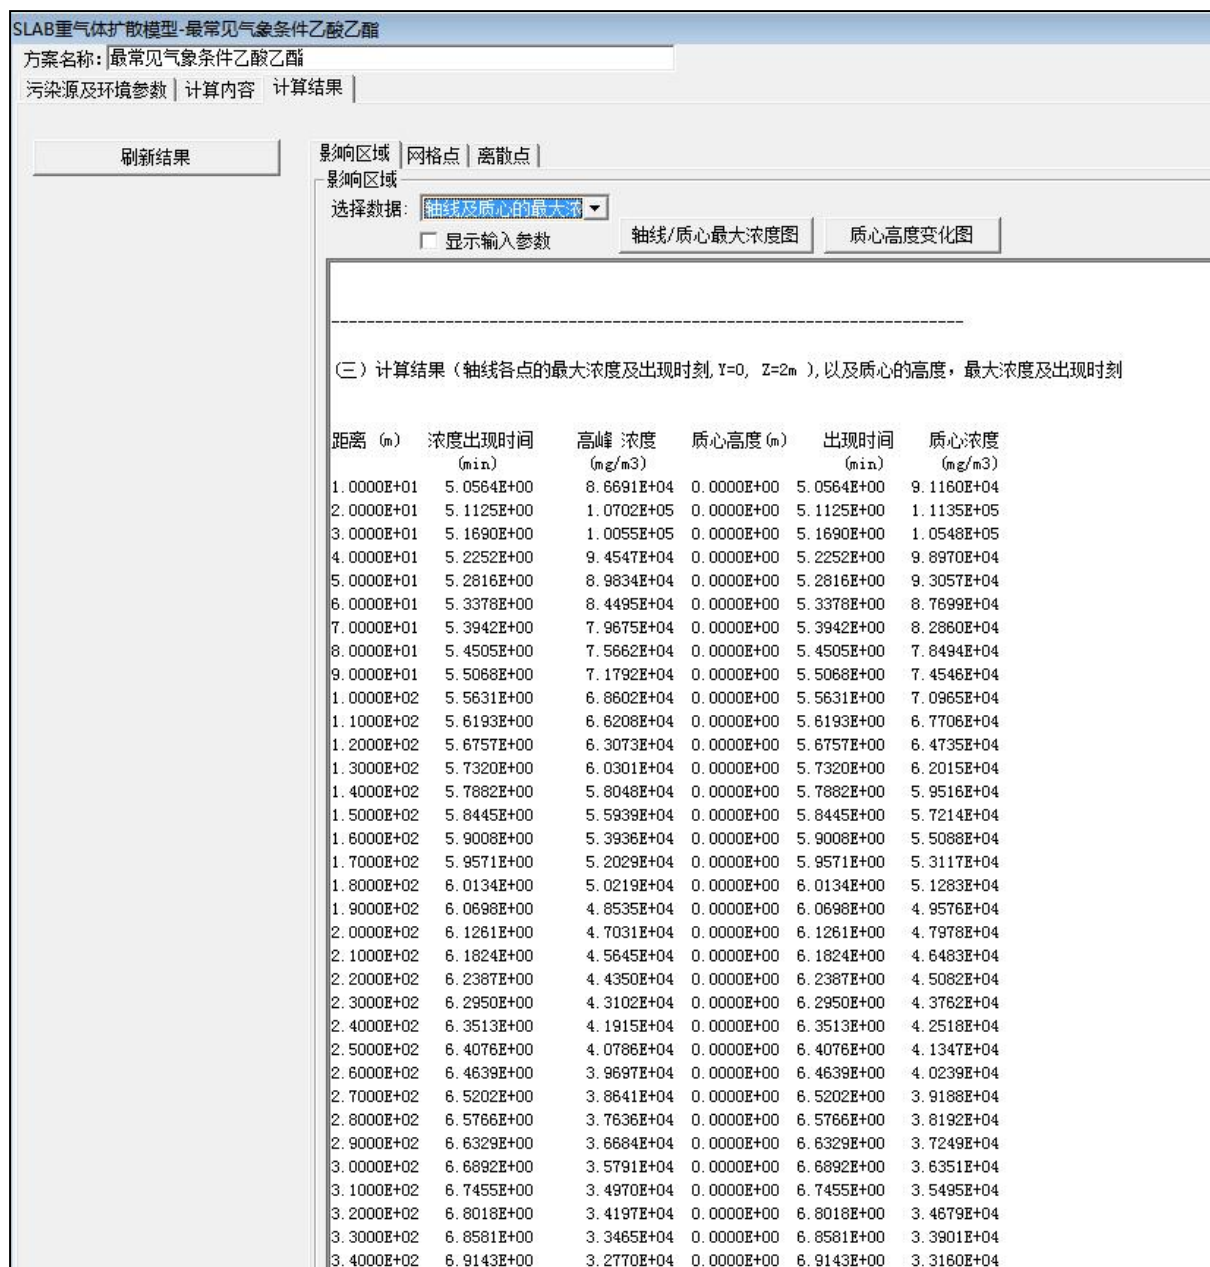 SLAB重气体扩散模型-最常见气象条件乙酸乙酯
方案名称: 最常见气象条件乙酸乙酯
污染源及环境参数 计算内容 计算结果
刷新结果
影响区域 网格点 离散点
影响区域
选择数据: 轴线及质心的最大浓
显示输入参数 轴线/质心最大浓度图 质心高度变化图
----------------------------------------------------------------------
(三)计算结果(轴线各点的最大浓度及出现时刻,Y=0, Z=2m ),以及质心的高度,最大浓度及出现时刻
距离 (m) 浓度出现时间 高峰 浓度 质心高度(m) 出现时间 质心浓度
(min) (mg/m3) (min) (mg/m3)
1.0000E+01 5.0564E+00 8.6691E+04 0.0000E+00 5.0564E+00 9.1160E+04
2.0000E+01 5.1125E+00 1.0702E+05 0.0000E+00 5.1125E+00 1.1135E+05
3.0000E+01 5.1690E+00 1.0055E+05 0.0000E+00 5.1690E+00 1.0548E+05
4.0000E+01 5.2252E+00 9.4547E+04 0.0000E+00 5.2252E+00 9.8970E+04
5.0000E+01 5.2816E+00 8.9834E+04 0.0000E+00 5.2816E+00 9.3057E+04
6.0000E+01 5.3378E+00 8.4495E+04 0.0000E+00 5.3378E+00 8.7699E+04
7.0000E+01 5.3942E+00 7.9675E+04 0.0000E+00 5.3942E+00 8.2860E+04
8.0000E+01 5.4505E+00 7.5662E+04 0.0000E+00 5.4505E+00 7.8494E+04
9.0000E+01 5.5068E+00 7.1792E+04 0.0000E+00 5.5068E+00 7.4546E+04
1.0000E+02 5.5631E+00 6.8602E+04 0.0000E+00 5.5631E+00 7.0965E+04
1.1000E+02 5.6193E+00 6.6208E+04 0.0000E+00 5.6193E+00 6.7706E+04
1.2000E+02 5.6757E+00 6.3073E+04 0.0000E+00 5.6757E+00 6.4735E+04
1.3000E+02 5.7320E+00 6.0301E+04 0.0000E+00 5.7320E+00 6.2015E+04
1.4000E+02 5.7882E+00 5.8048E+04 0.0000E+00 5.7882E+00 5.9516E+04
1.5000E+02 5.8445E+00 5.5939E+04 0.0000E+00 5.8445E+00 5.7214E+04
1.6000E+02 5.9008E+00 5.3936E+04 0.0000E+00 5.9008E+00 5.5088E+04
1.7000E+02 5.9571E+00 5.2029E+04 0.0000E+00 5.9571E+00 5.3117E+04
1.8000E+02 6.0134E+00 5.0219E+04 0.0000E+00 6.0134E+00 5.1283E+04
1.9000E+02 6.0698E+00 4.8535E+04 0.0000E+00 6.0698E+00 4.9576E+04
2.0000E+02 6.1261E+00 4.7031E+04 0.0000E+00 6.1261E+00 4.7978E+04
2.1000E+02 6.1824E+00 4.5645E+04 0.0000E+00 6.1824E+00 4.6483E+04
2.2000E+02 6.2387E+00 4.4350E+04 0.0000E+00 6.2387E+00 4.5082E+04
2.3000E+02 6.2950E+00 4.3102E+04 0.0000E+00 6.2950E+00 4.3762E+04
2.4000E+02 6.3513E+00 4.1915E+04 0.0000E+00 6.3513E+00 4.2518E+04
2.5000E+02 6.4076E+00 4.0786E+04 0.0000E+00 6.4076E+00 4.1347E+04
2.6000E+02 6.4639E+00 3.9697E+04 0.0000E+00 6.4639E+00 4.0239E+04
2.7000E+02 6.5202E+00 3.8641E+04 0.0000E+00 6.5202E+00 3.9188E+04
2.8000E+02 6.5766E+00 3.7636E+04 0.0000E+00 6.5766E+00 3.8192E+04
2.9000E+02 6.6329E+00 3.6684E+04 0.0000E+00 6.6329E+00 3.7249E+04
3.0000E+02 6.6892E+00 3.5791E+04 0.0000E+00 6.6892E+00 3.6351E+04
3.1000E+02 6.7455E+00 3.4970E+04 0.0000E+00 6.7455E+00 3.5495E+04
3.2000E+02 6.8018E+00 3.4197E+04 0.0000E+00 6.8018E+00 3.4679E+04
3.3000E+02 6.8581E+00 3.3465E+04 0.0000E+00 6.8581E+00 3.3901E+04
3.4000E+02 6.9143E+00 3.2770E+04 0.0000E+00 6.9143E+00 3.3160E+04